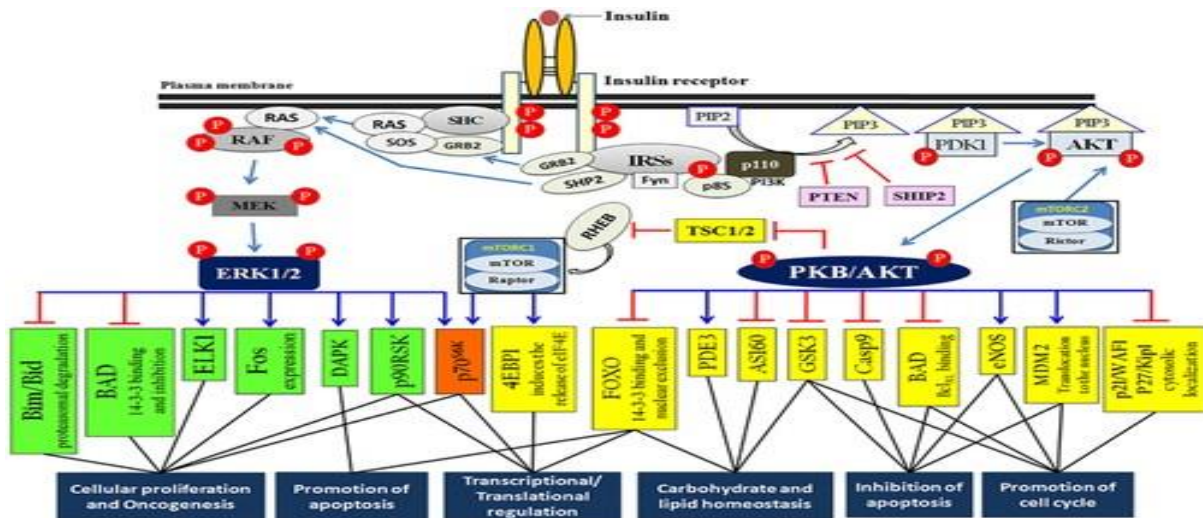 Insulin
Plasma membrane
Insulin receptor
RAS
P
RAF
P
P
RAS
SHC
SOS
GRB2
P
P
P
P
GRB2
IRSs
SHP2
Fyn
P
p85
p110
PI3K
PIP2
PIP3
PIP3
PIP3
PTEN
SHIP2
PDK1
P
AKT
P
P
P
MEK
P
mTORC2
mTOR
Rictor
RHEB
TSC1/2
mTORC1
mTOR
Raptor
P
P
ERK1/2
P
PKB/AKT
P
Bim/Bid
proteasomal degradation
BAD
14-3-3 binding
and inhibition
ELK1
Fos
expression
DAPK
p90RSK
p70S6K
4EBP1
induces the
release of eIF4E
FOXO
14-3-3 binding and
nuclear exclusion
PDE3
AS160
GSK3
Casp9
BAD
BclXL binding
eNOS
MDM2
Translocation
to the nucleus
p21/WAF1
P27/Kip1
cytosolic
localization
Cellular proliferation
and Oncogenesis
Promotion of
apoptosis
Transcriptional/
Translational
regulation
Carbohydrate and
lipid homeostasis
Inhibition of
apoptosis
Promotion of
cell cycle